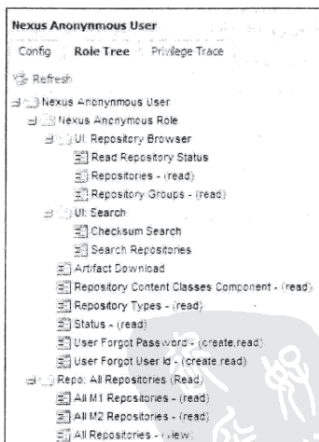 Nexus Anonynmous User
Config Role Tree Privilege Trace
Refresh
Nexus Anonynmous User
Nexus Anonymous Role
UI: Repository Browser
Read Repository Status
Repositories - (read)
Repository Groups - (read)
UI: Search
Checksum Search
Search Repositories
Artifact Download
Repository Content Classes Component - (read)
Repository Types - (read)
Status - (read)
User Forgot Password - (create,read)
User Forgot User Id - (create,read)
Repo: All Repositories (Read)
All M1 Repositories - (read)
All M2 Repositories - (read)
All Repositories - (view)